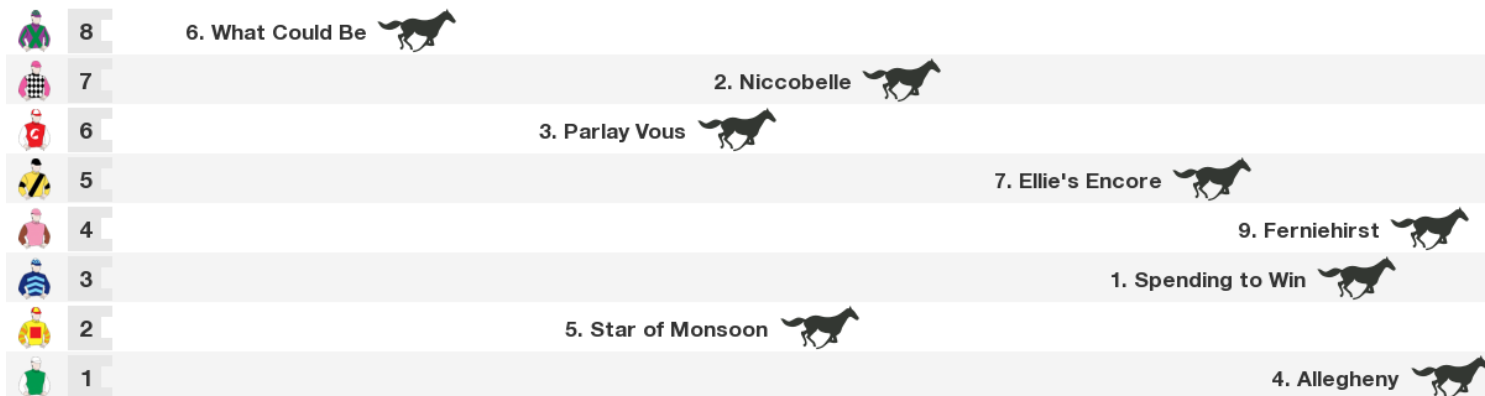 8 6. What Could Be
7 2. Niccobelle
6 3. Parlay Vous
5 7. Ellie's Encore
4 9. Ferniehirst
3 1. Spending to Win
2 5. Star of Monsoon
1 4. Allegheny